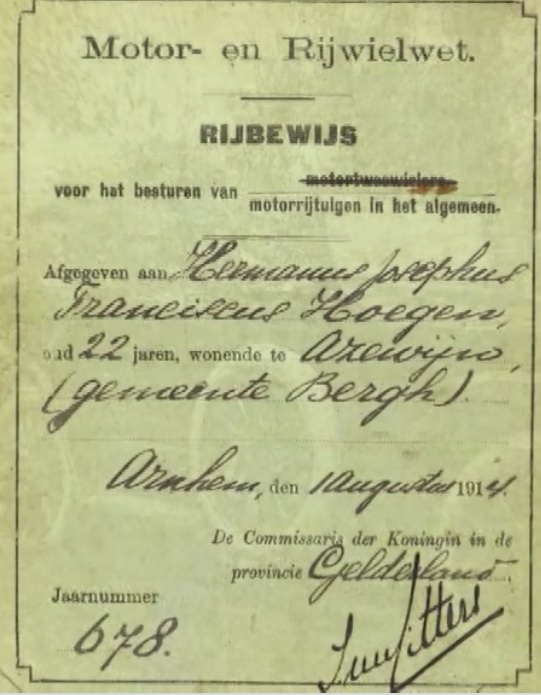 Motor- en Rijwielwet.
RIJBEWIJS
motortweewielers.
voor het besturen van
motorrijtuigen in het algemeen.
Afgegeven aan Hermanus Josephus
Franciscus Hoegen,
oud 22 jaren, wonende te Azewijn,
(gemeente Bergh).
Arnhem, den 1 Augustus 1914.
De Commissaris der Koningin in de
provincie Gelderland.
Jaarnummer
678.